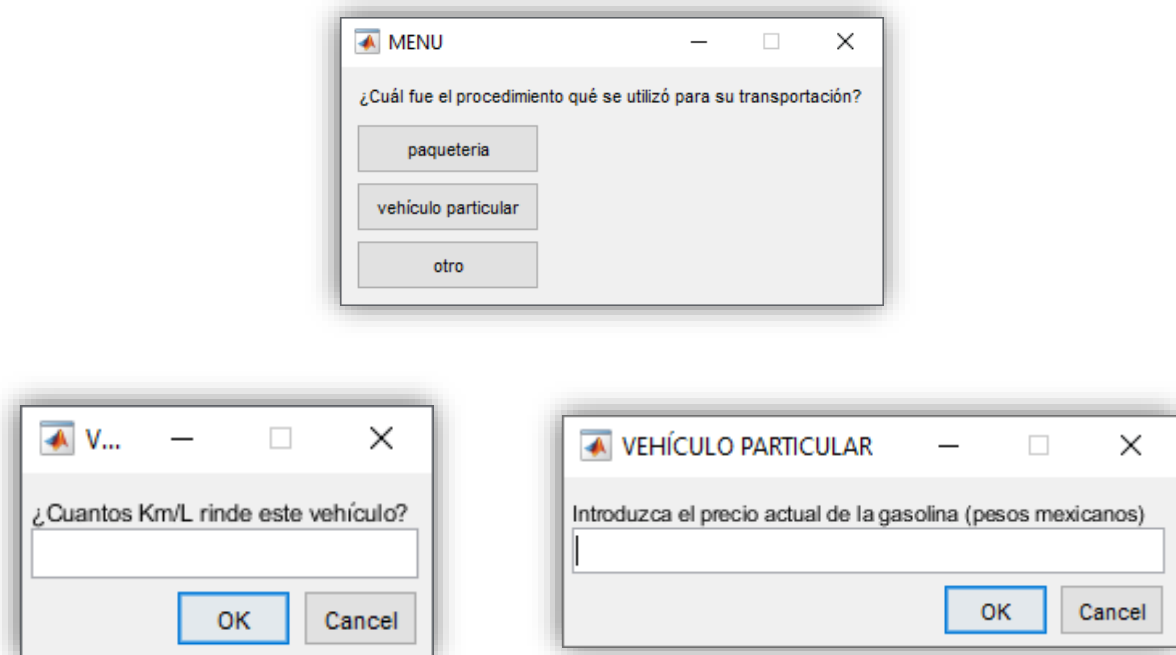 MENU
¿Cuál fue el procedimiento qué se utilizó para su transportación?
paqueteria
vehículo particular
otro
V...
¿Cuantos Km/L rinde este vehículo?
OK Cancel
VEHÍCULO PARTICULAR
Introduzca el precio actual de la gasolina (pesos mexicanos)
OK Cancel